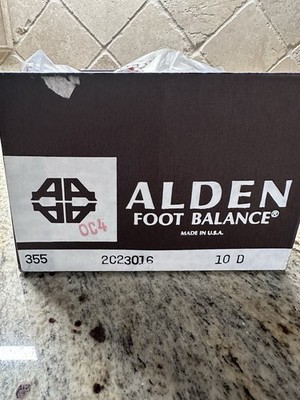 ALDEN
FOOT BALANCE®
MADE IN U.S.A.
OC4
355 2C23016 10 D